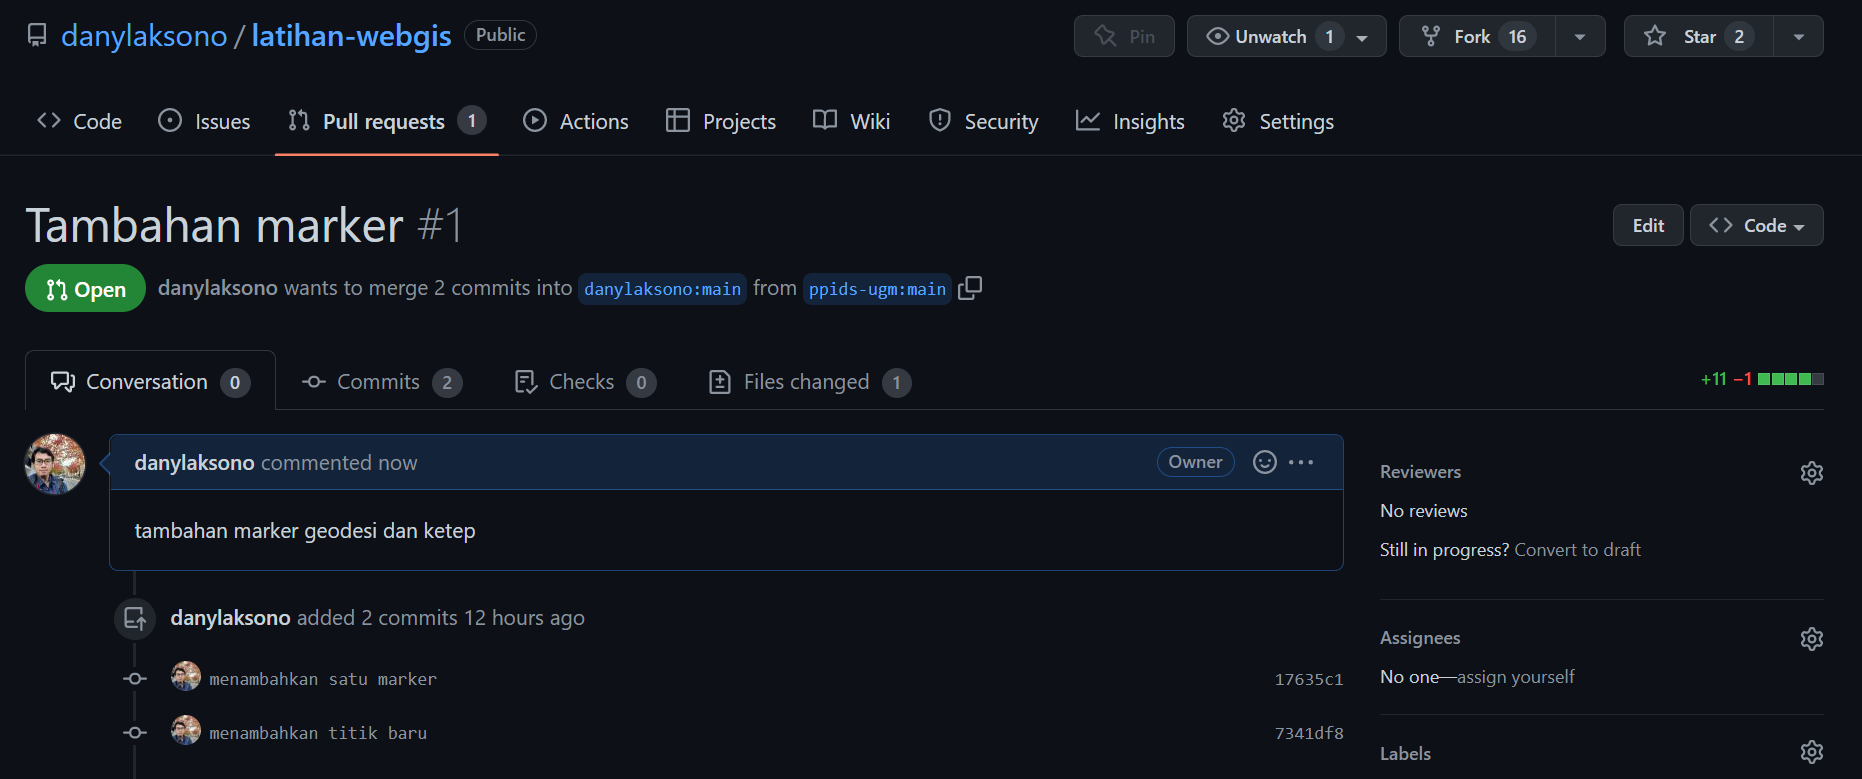 danylaksono / latihan-webgis Public
Pin Unwatch 1 Fork 16 Star 2
Code Issues Pull requests 1 Actions Projects Wiki Security Insights Settings
Tambahan marker #1
Edit Code
Open danylaksono wants to merge 2 commits into danylaksono:main from ppids-ugm:main
Conversation 0 Commits 2 Checks 0 Files changed 1 +11 −1
danylaksono commented now Owner
tambahan marker geodesi dan ketep
danylaksono added 2 commits 12 hours ago
menambahkan satu marker 17635c1
menambahkan titik baru 7341df8
Reviewers
No reviews
Still in progress? Convert to draft
Assignees
No one—assign yourself
Labels